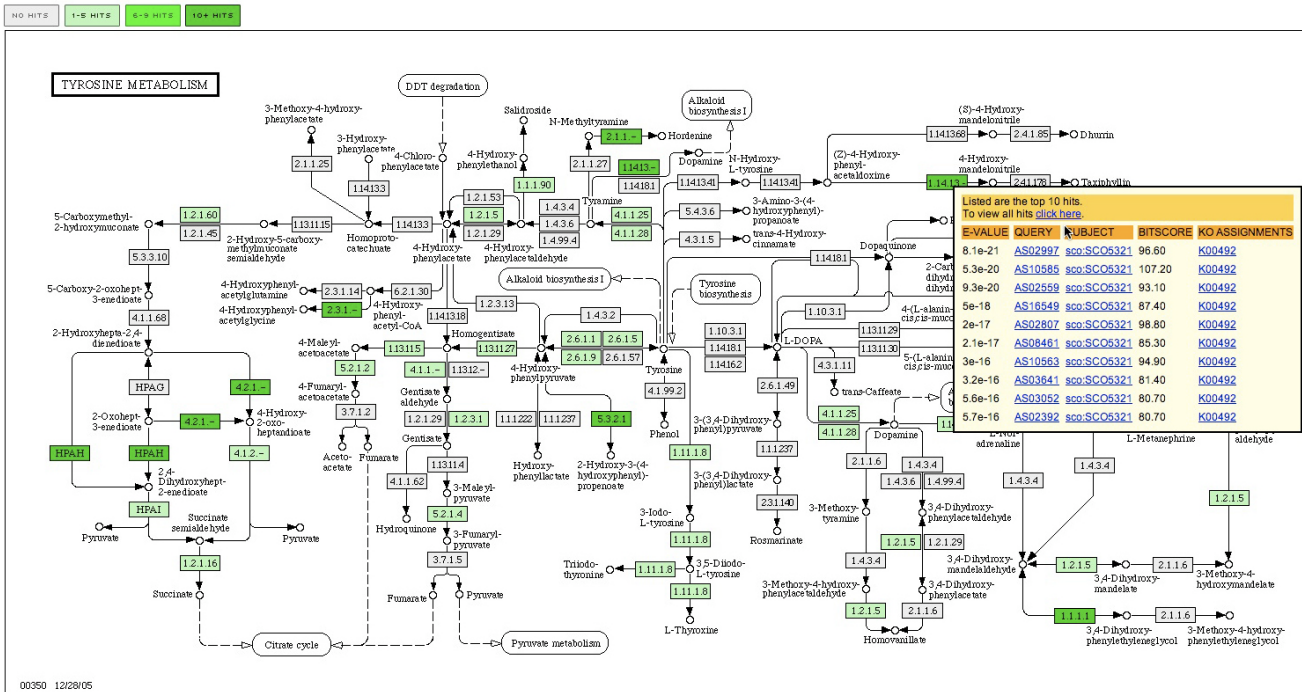 NO HITS
1-5 HITS
6-9 HITS
10+ HITS
TYROSINE METABOLISM
DDT degradation
Alkaloid
biosynthesis I
3-Methoxy-4-hydroxy-
phenylacetate
Salidroside
N-Methyltyramine
2.1.1.-
Hordenine
(S)-4-Hydroxy-
mandelonitrile
1.14.13.68
2.4.1.85
Dhurrin
3-Hydroxy-
phenylacetate
4-Chloro-
phenylacetate
4-Hydroxy-
phenylethanol
2.1.1.25
2.1.1.27
1.14.13.-
Dopamine
N-Hydroxy-
L-tyrosine
(Z)-4-Hydroxy-
phenyl-
acetaldoxime
4-Hydroxy-
mandelonitrile
1.14.13.3
1.1.1.90
1.14.18.1
1.14.13.41
1.14.13.41
1.14.13.-
2.4.1.178
Taxiphyllin
1.2.1.53
Tyramine
5-Carboxymethyl-
2-hydroxymuconate
1.2.1.60
1.2.1.45
1.13.11.15
1.14.13.3
1.2.1.5
1.2.1.29
1.4.3.4
1.4.3.6
1.4.99.4
4.1.1.25
4.1.1.28
5.4.3.6
3-Amino-3-(4-
hydroxyphenyl)-
propanoate
4.3.1.5
trans-4-Hydroxy-
cinnamate
2-Hydroxy-5-carboxy-
methylmuconate
semialdehyde
Homoproto-
catechuate
4-Hydroxy-
phenylacetate
4-Hydroxy-
phenylacetaldehyde
Dopaquinone
5.3.3.10
1.14.18.1
Alkaloid biosynthesis I
Tyrosine
biosynthesis
5-Carboxy-2-oxohept-
3-enedioate
4-Hydroxyphenyl-
acetylglutamine
2.3.1.14
6.2.1.30
4-Hydroxyphenyl-
acetylglycine
2.3.1.-
4-Hydroxy-
phenyl-
acetyl-CoA
1.14.13.18
1.2.3.13
1.4.3.2
1.10.3.1
4.1.1.68
2-Hydroxyhepta-2,4-
dienedioate
4-Maleyl-
acetoacetate
1.13.11.5
Homogentisate
1.13.11.27
2.6.1.1
2.6.1.5
2.6.1.9
2.6.1.57
Tyrosine
1.10.3.1
1.14.18.1
1.14.16.2
L-DOPA
1.13.11.29
1.13.11.30
5.2.1.2
4.1.1.-
1.13.12.-
4-Hydroxy-
phenylpyruvate
4.3.1.11
trans-Caffeate
HPAG
4.2.1.-
4-Fumaryl-
acetoacetate
Gentisate
aldehyde
4.1.99.2
2.6.1.49
2-Oxohept-
3-enedioate
4.2.1.-
4-Hydroxy-
2-oxo-
heptandioate
3.7.1.2
1.2.1.29
1.2.3.1
1.1.1.222
1.1.1.237
5.3.2.1
Phenol
3-(3,4-Dihydroxy-
phenyl)pyruvate
4.1.1.25
4.1.1.28
Dopamine
HPAH
HPAH
4.1.2.-
Aceto-
acetate
Fumarate
Gentisate
Hydroxy-
phenyllactate
2-Hydroxy-3-(4-
hydroxyphenyl)-
propenoate
1.11.1.8
1.1.1.237
2,4-
Dihydroxyhept-
2-enedioate
1.13.11.4
4.1.1.62
3-Maleyl-
pyruvate
3-(3,4-Dihydroxy-
phenyl)lactate
2.1.1.6
1.4.3.4
1.4.3.6
1.4.99.4
1.4.3.4
1.4.3.4
HPAI
Hydroquinone
5.2.1.4
3-Iodo-
L-tyrosine
2.3.1.140
3-Methoxy-
tyramine
3,4-Dihydroxy-
phenylacetaldehyde
1.2.1.5
Pyruvate
Succinate
semialdehyde
Pyruvate
3-Fumaryl-
pyruvate
1.11.1.8
Rosmarinate
1.2.1.5
1.2.1.29
1.2.1.16
3.7.1.5
Triiodo-
thyronine
1.11.1.8
3,5-Diiodo-
L-tyrosine
1.4.3.4
3,4-Dihydroxy-
mandelaldehyde
1.2.1.5
3,4-Dihydroxy-
mandelate
2.1.1.6
3-Methoxy-4-
hydroxymandelate
Succinate
Fumarate
Pyruvate
1.11.1.8
3-Methoxy-4-hydroxy-
phenylacetaldehyde
3,4-Dihydroxy-
phenylacetate
L-Thyroxine
1.2.1.5
2.1.1.6
1.1.1.1
3,4-Dihydroxy-
phenylethyleneglycol
2.1.1.6
3-Methoxy-4-hydroxy-
phenylethyleneglycol
Citrate cycle
Pyruvate metabolism
Homovanillate
L-Metanephrine
Listed are the top 10 hits.
To view all hits click here.
E-VALUE QUERY SUBJECT BITSCORE KO ASSIGNMENTS
8.1e-21 AS02997 sco:SCO5321 96.60 K00492
5.3e-20 AS10585 sco:SCO5321 107.20 K00492
9.3e-20 AS02559 sco:SCO5321 93.10 K00492
5e-18 AS16549 sco:SCO5321 87.40 K00492
2e-17 AS02807 sco:SCO5321 98.80 K00492
2.1e-17 AS08461 sco:SCO5321 85.30 K00492
3e-16 AS10563 sco:SCO5321 94.90 K00492
3.2e-16 AS03641 sco:SCO5321 81.40 K00492
5.6e-16 AS03052 sco:SCO5321 80.70 K00492
5.7e-16 AS02392 sco:SCO5321 80.70 K00492
00350 12/28/05